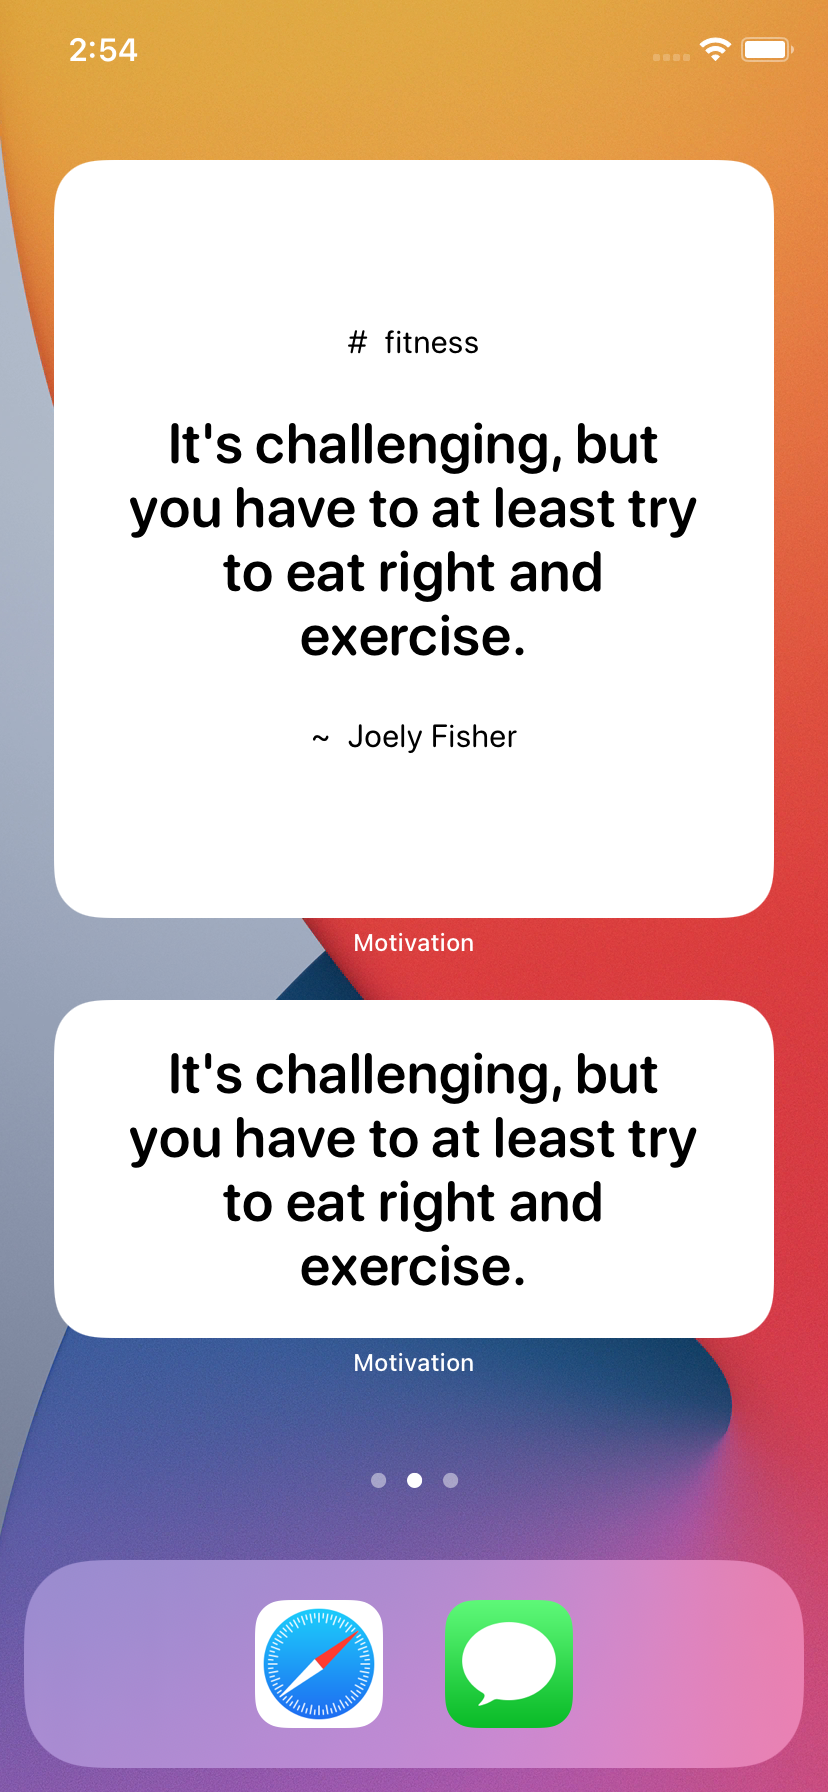 2:54
# fitness
It's challenging, but
you have to at least try
to eat right and
exercise.
~ Joely Fisher
Motivation
It's challenging, but
you have to at least try
to eat right and
exercise.
Motivation